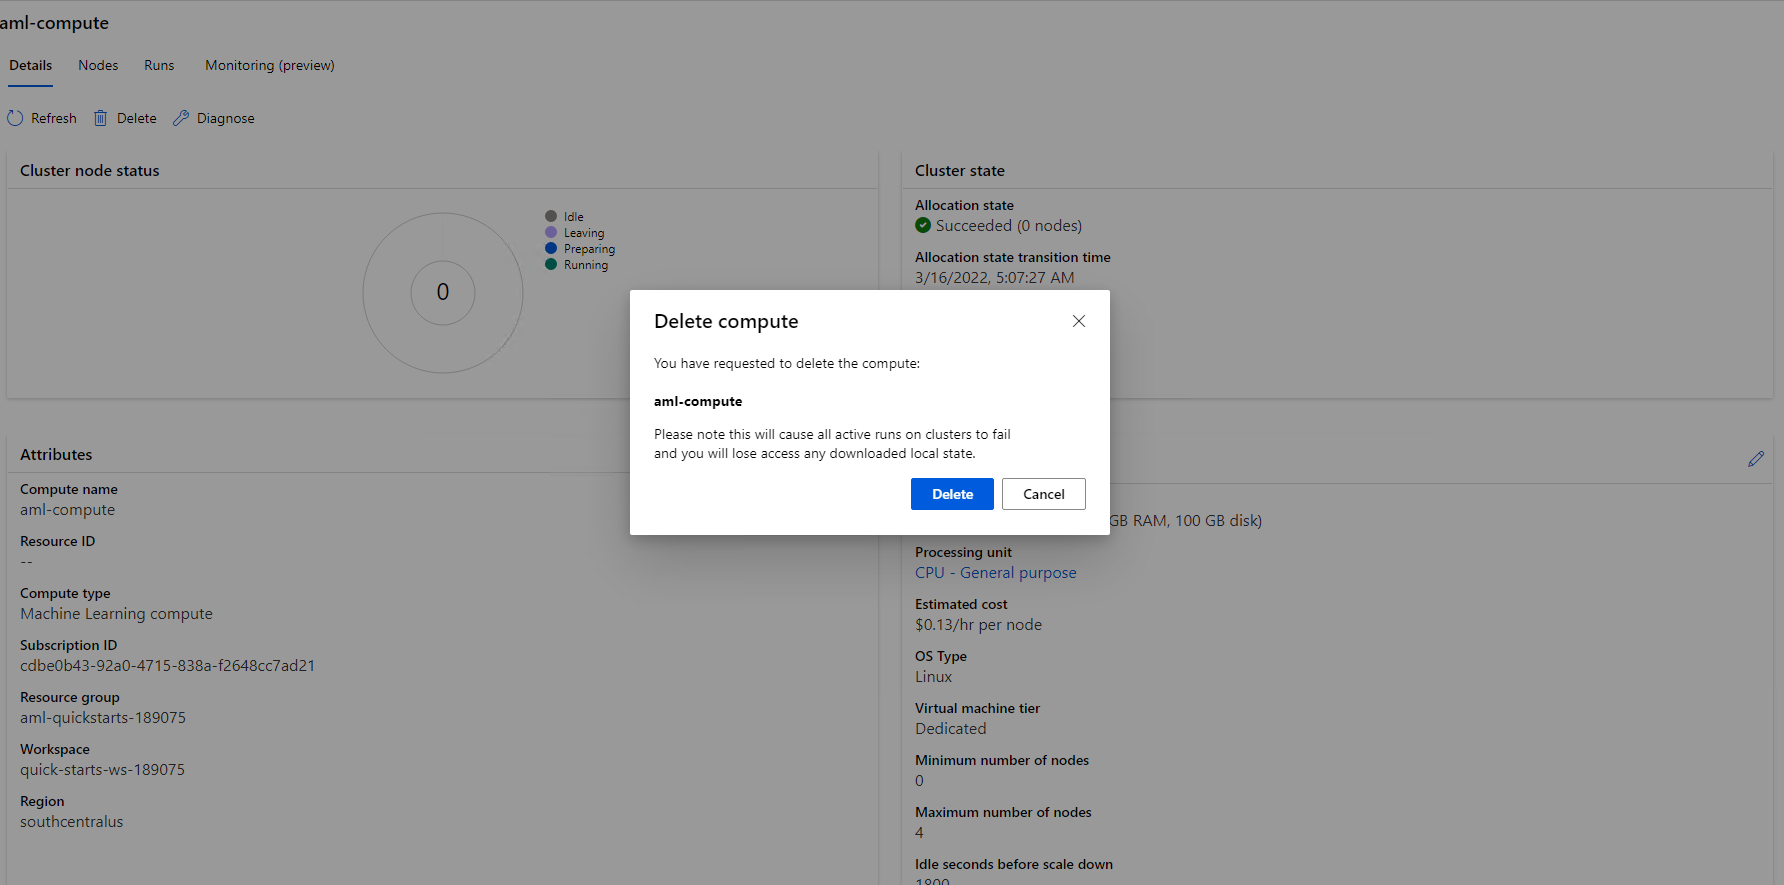 aml-compute
Details Nodes Runs Monitoring (preview)
Refresh Delete Diagnose
Cluster node status
0
Idle
Leaving
Preparing
Running
Cluster state
Allocation state
Succeeded (0 nodes)
Allocation state transition time
3/16/2022, 5:07:27 AM
Delete compute
You have requested to delete the compute:
aml-compute
Please note this will cause all active runs on clusters to fail
and you will lose access any downloaded local state.
Delete Cancel
Attributes
Compute name
aml-compute
Resource ID
--
Compute type
Machine Learning compute
Subscription ID
cdbe0b43-92a0-4715-838a-f2648cc7ad21
Resource group
aml-quickstarts-189075
Workspace
quick-starts-ws-189075
Region
southcentralus
GB RAM, 100 GB disk)
Processing unit
CPU - General purpose
Estimated cost
$0.13/hr per node
OS Type
Linux
Virtual machine tier
Dedicated
Minimum number of nodes
0
Maximum number of nodes
4
Idle seconds before scale down
1800